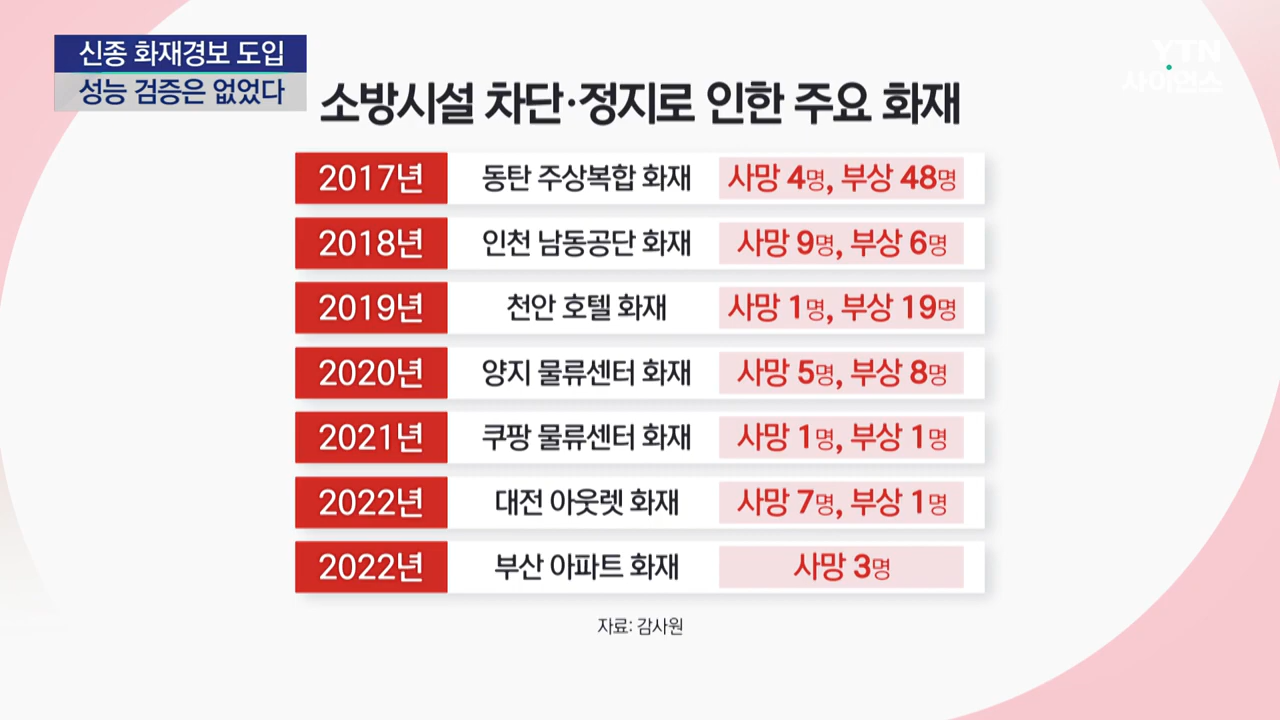 신종 화재경보 도입
성능 검증은 없었다
YTN
사이언스
소방시설 차단·정지로 인한 주요 화재
2017년 동탄 주상복합 화재 사망 4명, 부상 48명
2018년 인천 남동공단 화재 사망 9명, 부상 6명
2019년 천안 호텔 화재 사망 1명, 부상 19명
2020년 양지 물류센터 화재 사망 5명, 부상 8명
2021년 쿠팡 물류센터 화재 사망 1명, 부상 1명
2022년 대전 아웃렛 화재 사망 7명, 부상 1명
2022년 부산 아파트 화재 사망 3명
자료: 감사원